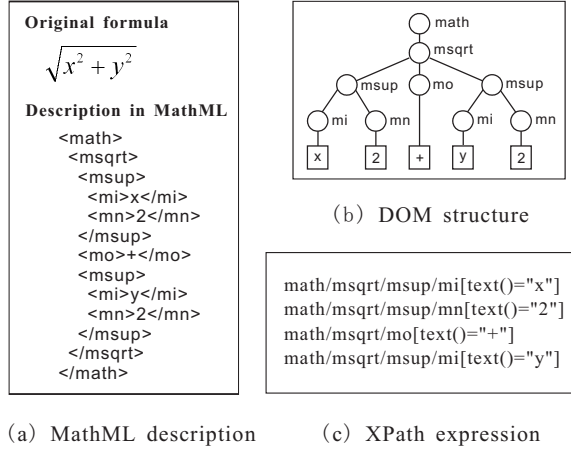 Original formula
√x² + y²
Description in MathML
<math>
<msqrt>
<msup>
<mi>x</mi>
<mn>2</mn>
</msup>
<mo>+</mo>
<msup>
<mi>y</mi>
<mn>2</mn>
</msup>
</msqrt>
</math>
(a) MathML description
math
msqrt
msup mo msup
mi mn mi mn
x 2 + y 2
(b) DOM structure
math/msqrt/msup/mi[text()="x"]
math/msqrt/msup/mn[text()="2"]
math/msqrt/mo[text()="+"]
math/msqrt/msup/mi[text()="y"]
(c) XPath expression